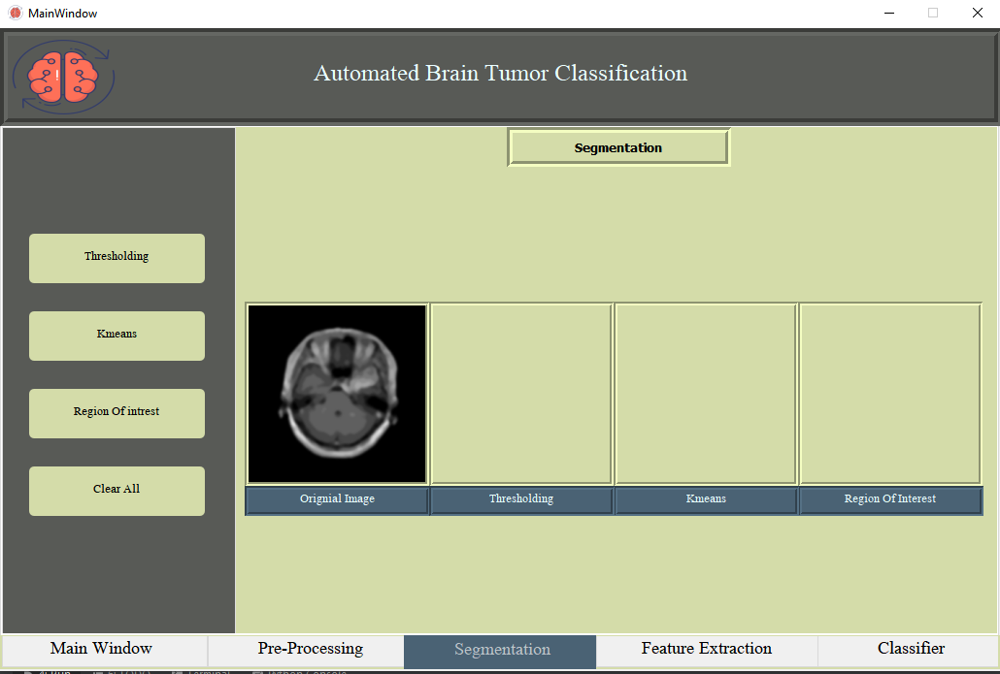 MainWindow
Automated Brain Tumor Classification
Segmentation
Thresholding
Kmeans
Region Of intrest
Clear All
Orignial Image Thresholding Kmeans Region Of Interest
Main Window Pre-Processing Segmentation Feature Extraction Classifier